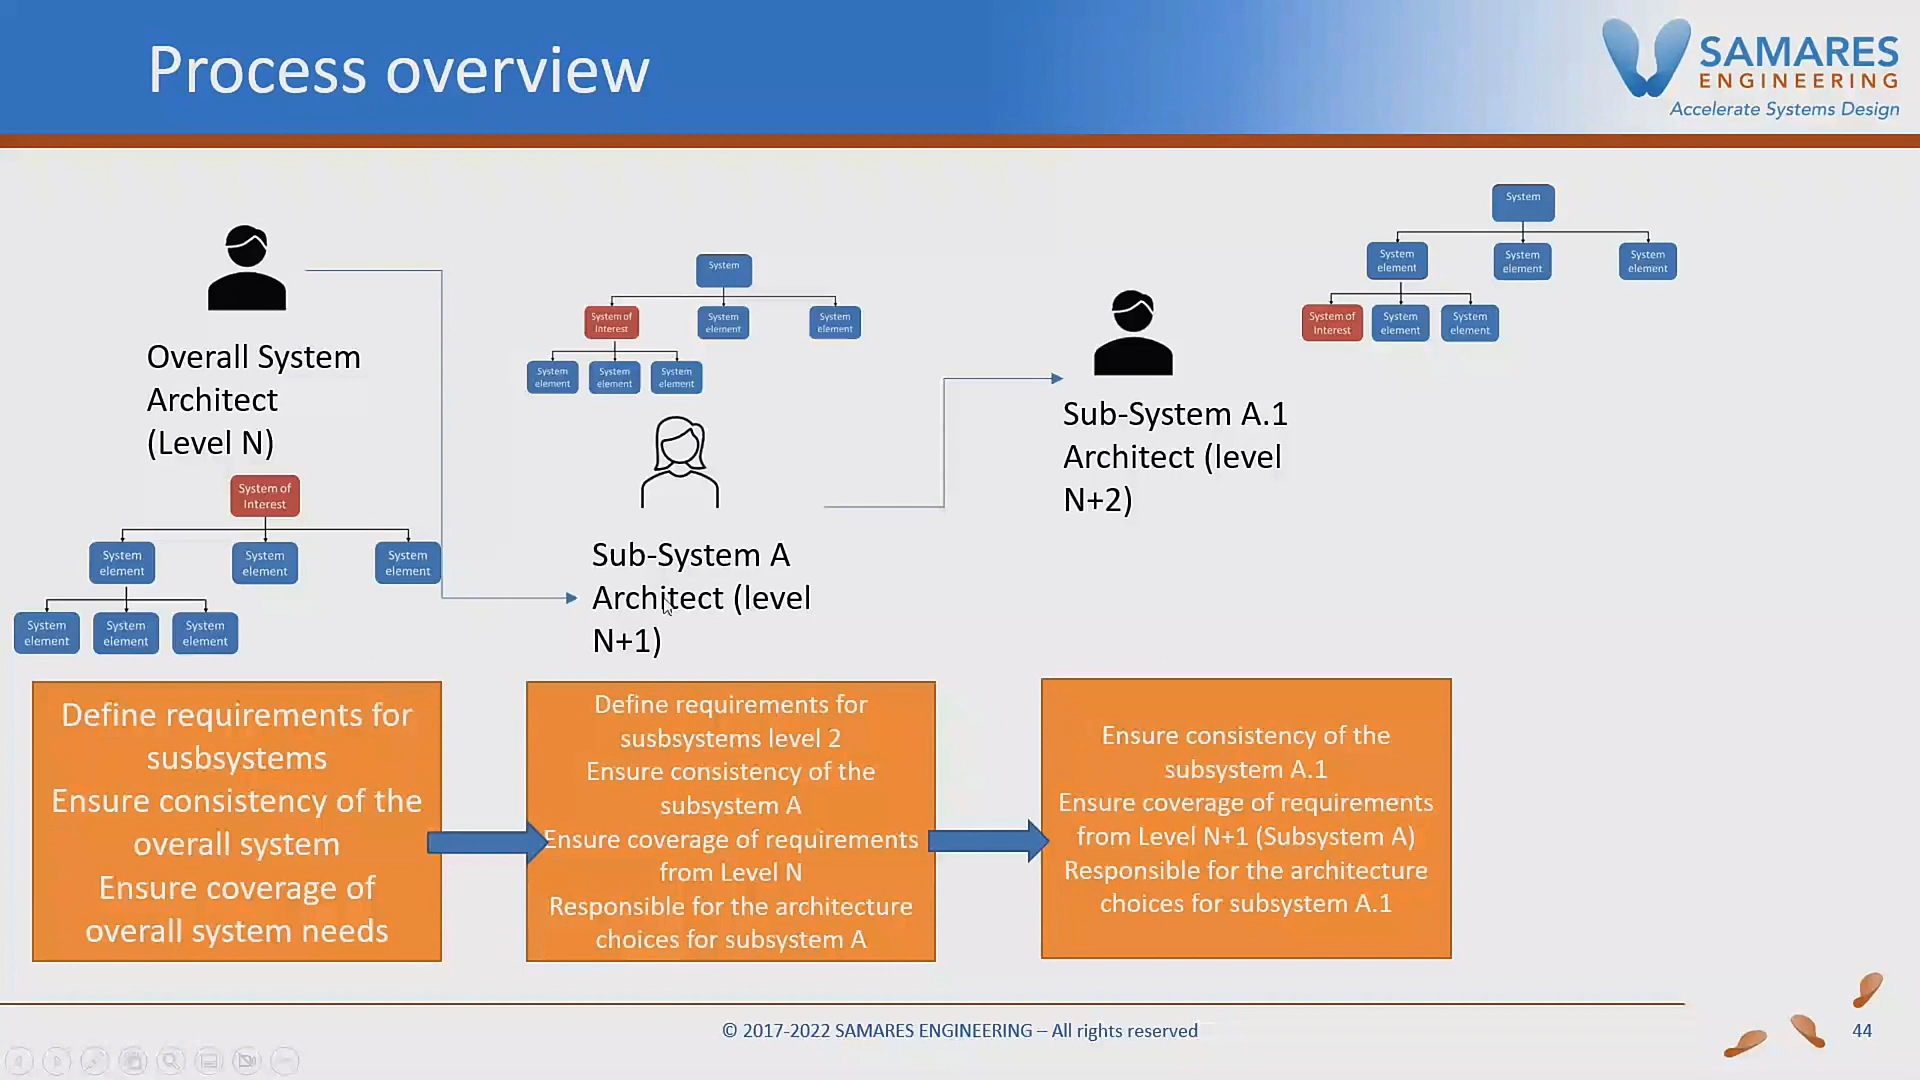 Process overview
SAMARES
ENGINEERING
Accelerate Systems Design
Overall System
Architect
(Level N)
System of
Interest
System
element
System
element
System
element
System
element
System
element
System
element
System
System of
Interest
System
element
System
element
System
element
System
element
System
element
Sub-System A
Architect (level
N+1)
Sub-System A.1
Architect (level
N+2)
System
System
element
System
element
System
element
System of
Interest
System
element
System
element
Define requirements for
susbsystems
Ensure consistency of the
overall system
Ensure coverage of
overall system needs
Define requirements for
susbsystems level 2
Ensure consistency of the
subsystem A
Ensure coverage of requirements
from Level N
Responsible for the architecture
choices for subsystem A
Ensure consistency of the
subsystem A.1
Ensure coverage of requirements
from Level N+1 (Subsystem A)
Responsible for the architecture
choices for subsystem A.1
© 2017-2022 SAMARES ENGINEERING – All rights reserved
44